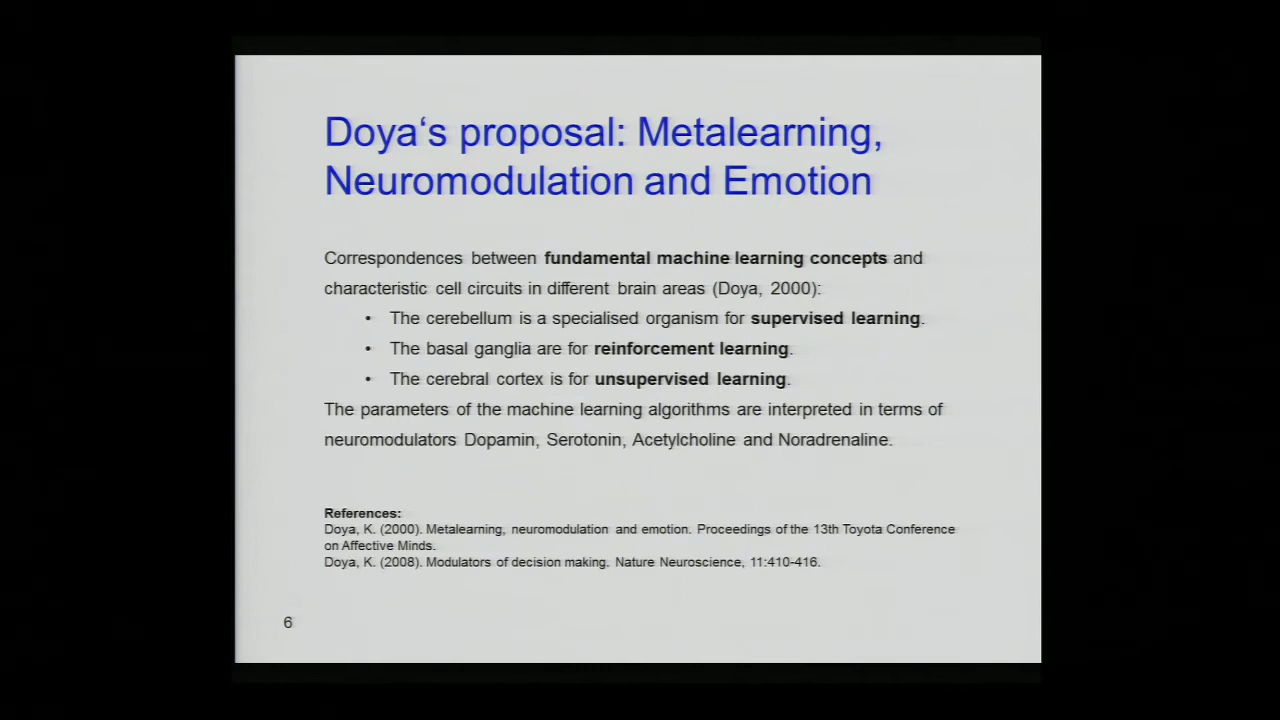 Doya‘s proposal: Metalearning,
Neuromodulation and Emotion
Correspondences between fundamental machine learning concepts and
characteristic cell circuits in different brain areas (Doya, 2000):
• The cerebellum is a specialised organism for supervised learning.
• The basal ganglia are for reinforcement learning.
• The cerebral cortex is for unsupervised learning.
The parameters of the machine learning algorithms are interpreted in terms of
neuromodulators Dopamin, Serotonin, Acetylcholine and Noradrenaline.
References:
Doya, K. (2000). Metalearning, neuromodulation and emotion. Proceedings of the 13th Toyota Conference
on Affective Minds.
Doya, K. (2008). Modulators of decision making. Nature Neuroscience, 11:410-416.
6